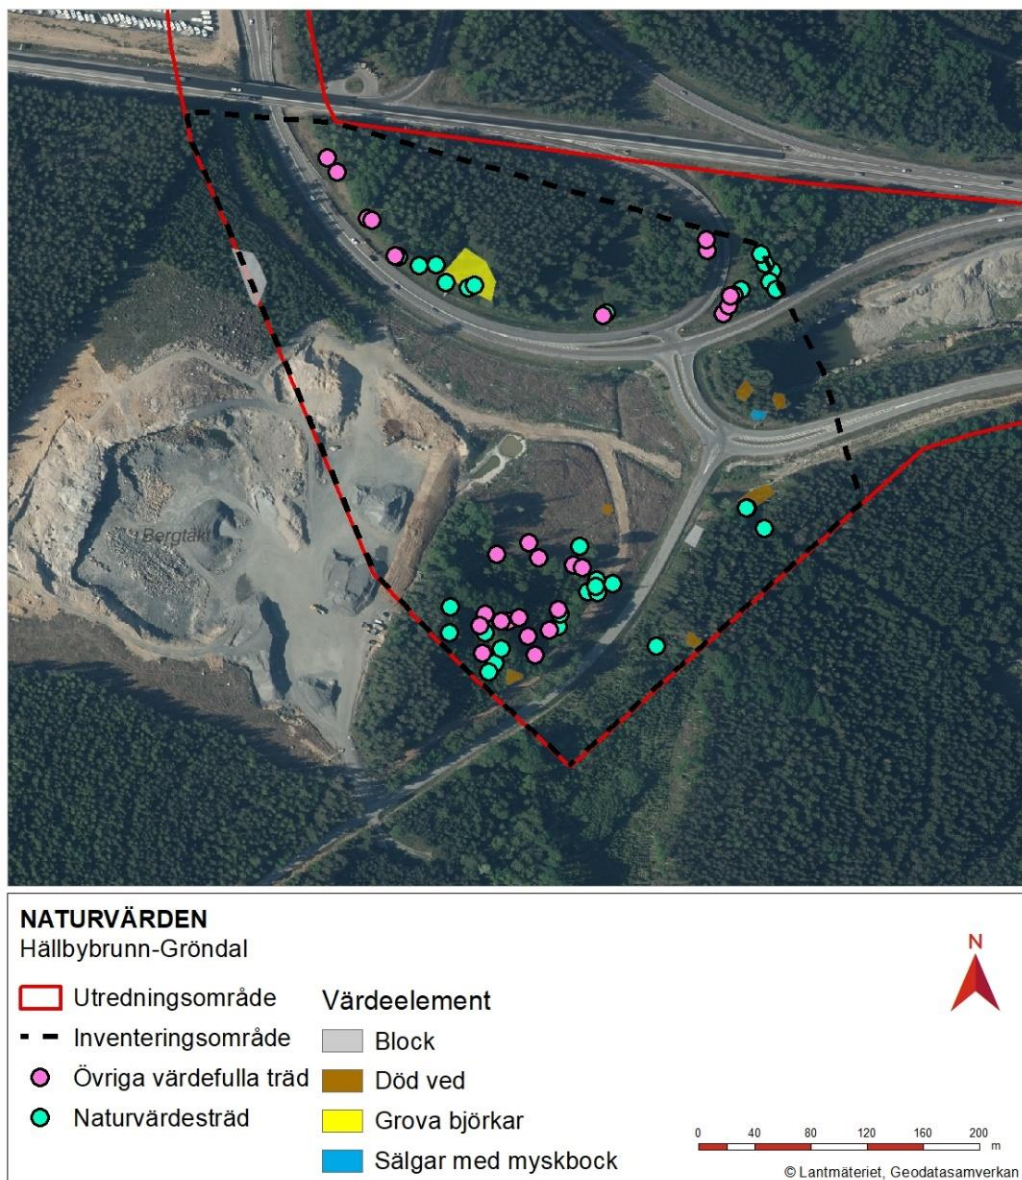 Bergtäkt
NATURVÄRDEN
Hällbybrunn-Gröndal
Utredningsområde
Inventeringsområde
Övriga värdefulla träd
Naturvärdesträd
Värdeelement
Block
Död ved
Grova björkar
Sälgar med myskbock
N
0 40 80 120 160 200
m
© Lantmäteriet, Geodatasamverkan